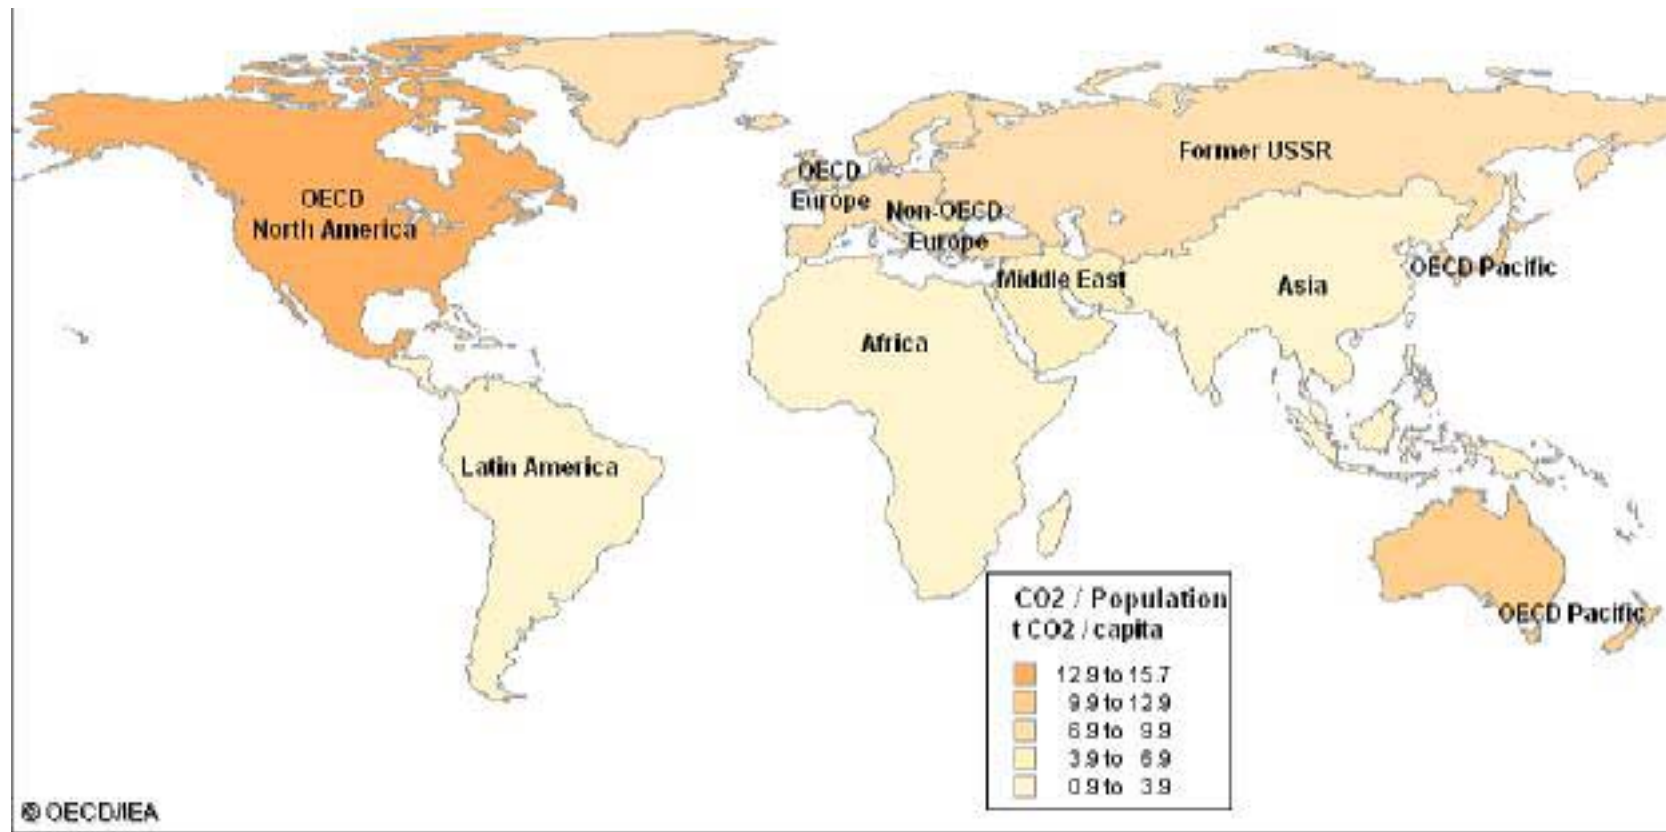 OECD
North America
Latin America
OECD
Europe
Non-OECD
Europe
Former USSR
Middle East
Africa
Asia
OECD Pacific
OECD Pacific
CO2 / Population
t CO2 / capita
12.9 to 15.7
9.9 to 12.9
6.9 to 9.9
3.9 to 6.9
0.9 to 3.9
© OECD/IEA